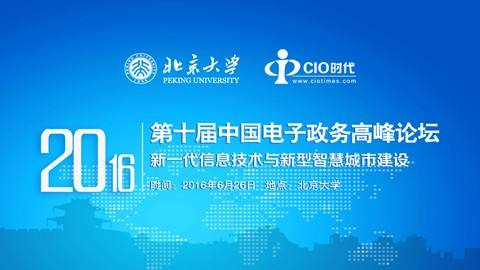 北京大学
PEKING UNIVERSITY
CIO时代
www.ciotimes.com
2016
第十届中国电子政务高峰论坛
新一代信息技术与新型智慧城市建设
时间：2016年6月26日 地点：北京大学